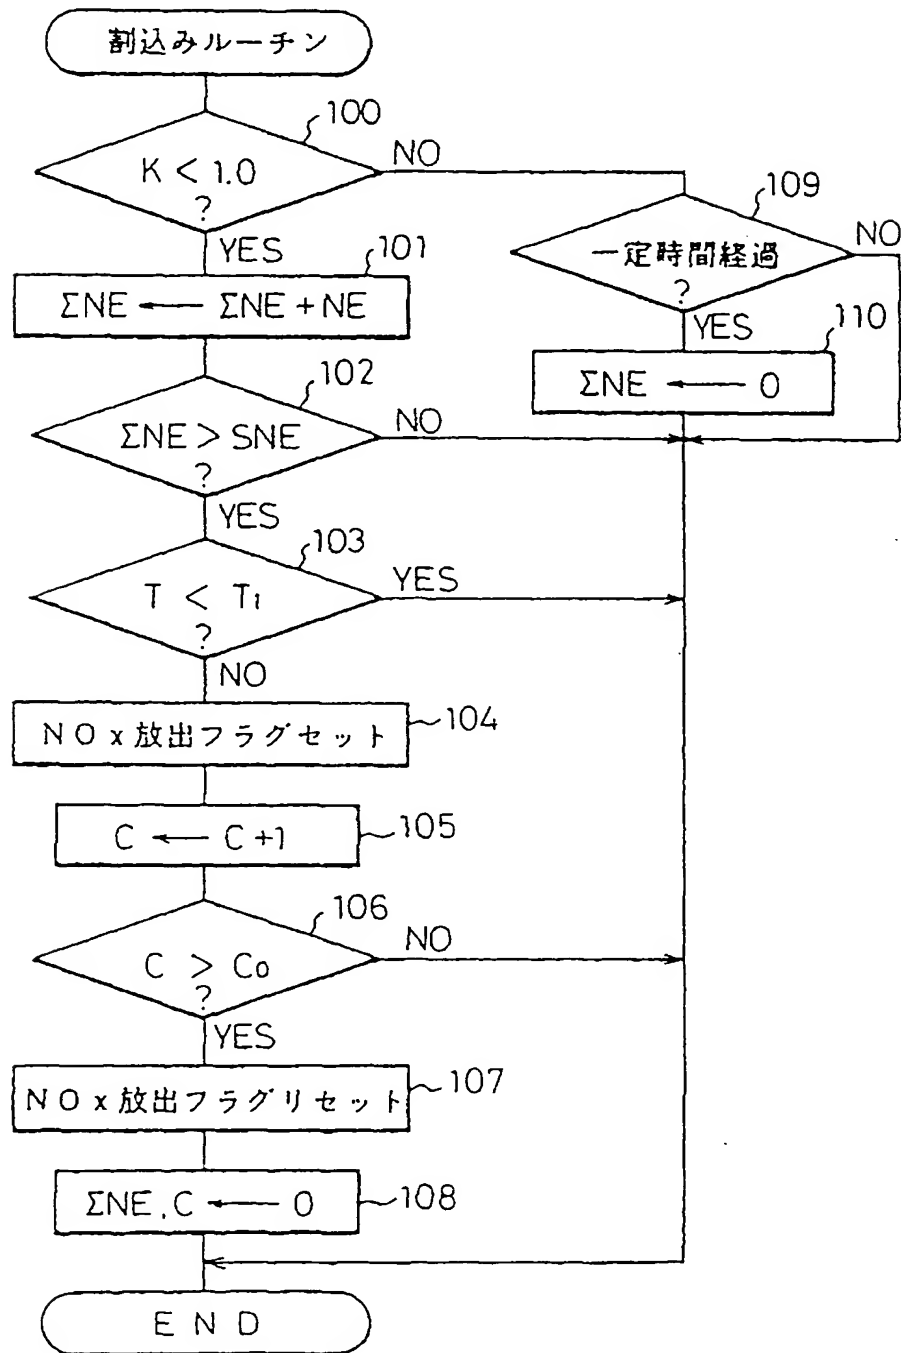 割込みルーチン
100
K < 1.0
?
NO
YES
109
一定時間経過
?
NO
YES
110
ΣNE ← 0
101
ΣNE ← ΣNE + NE
102
ΣNE > SNE
?
NO
YES
103
T < T₁
?
YES
NO
NOx放出フラグセット
104
C ← C+1
105
106
C > C₀
?
NO
YES
NOx放出フラグリセット
107
ΣNE, C ← 0
108
END